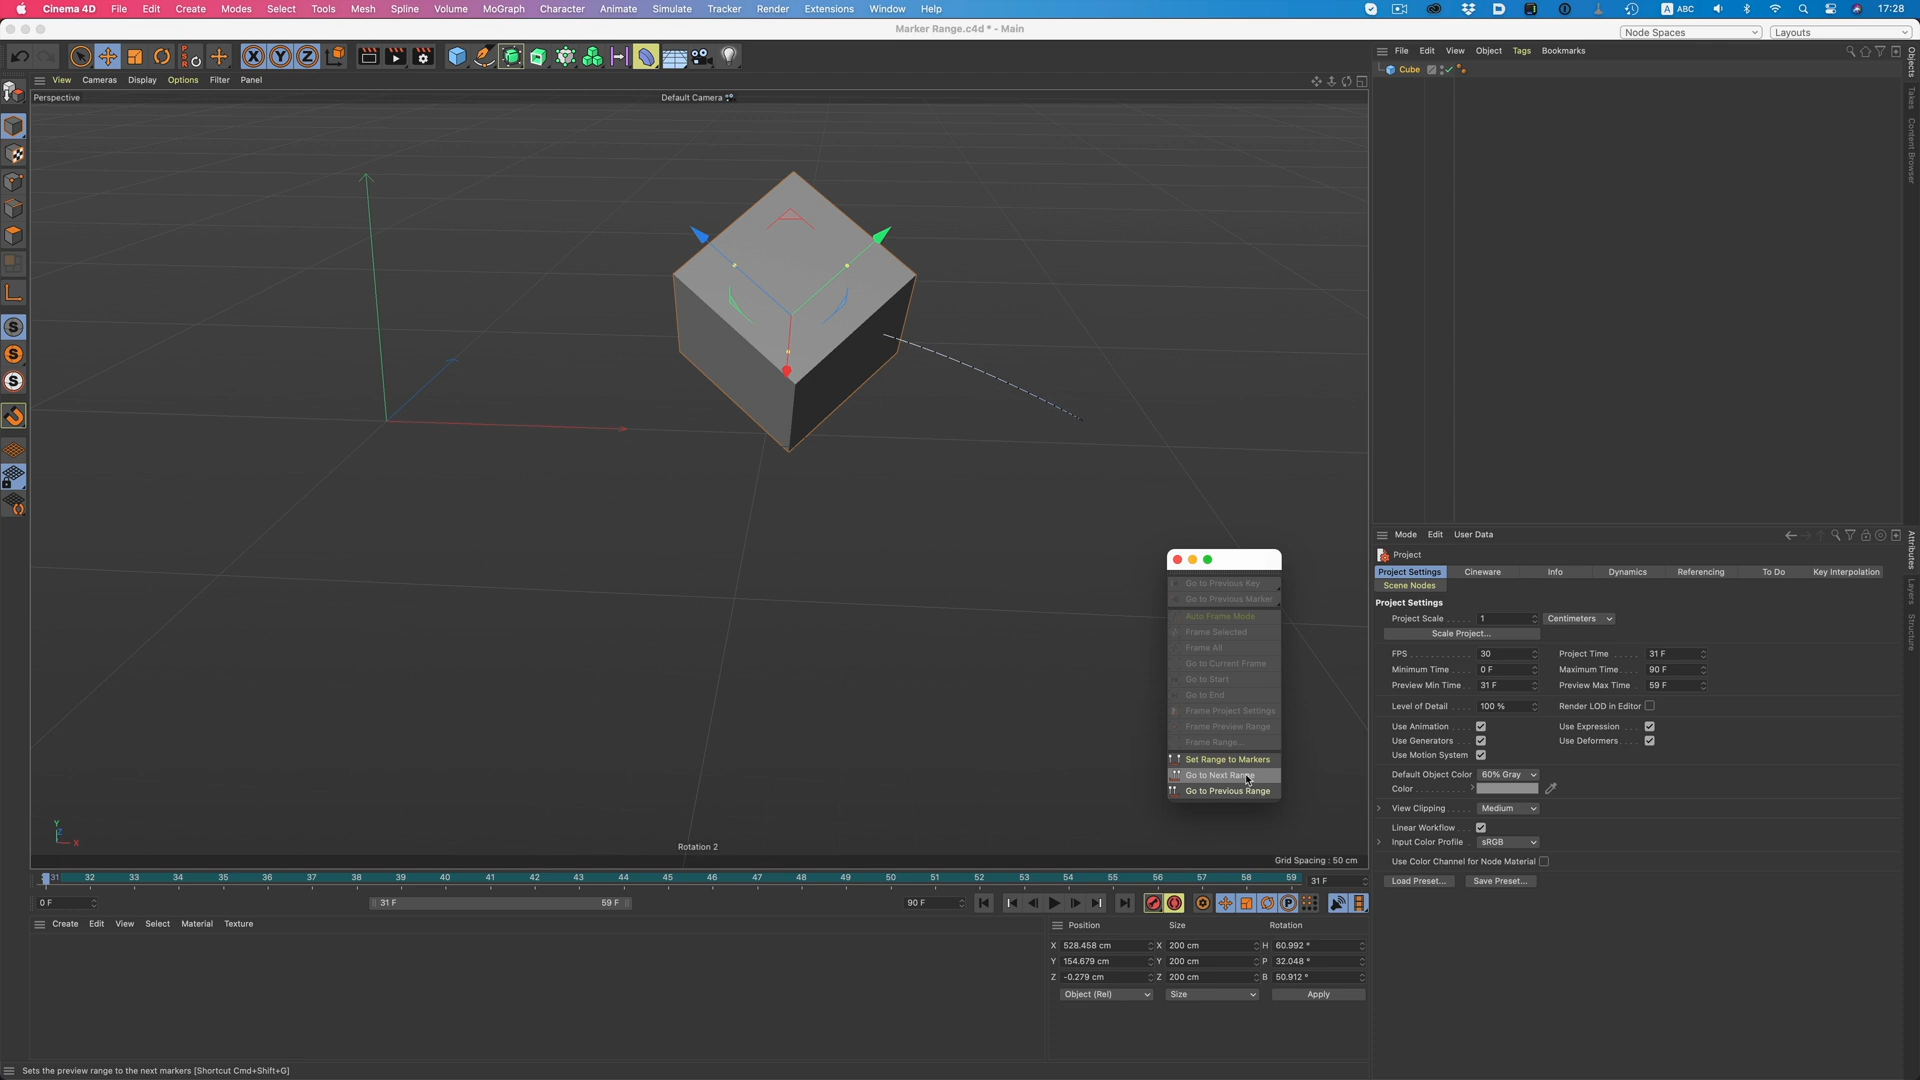 Cinema 4D File Edit Create Modes Select Tools Mesh Spline Volume MoGraph Character Animate Simulate Tracker Render Extensions Window Help A ABC 17:28
Marker Range.c4d * - Main
Node Spaces Layouts
View Cameras Display Options Filter Panel
Perspective Default Camera
File Edit View Object Tags Bookmarks
Cube
Objects
Takes
Content Browser
Go to Previous Key
Go to Previous Marker
Auto Frame Mode
Frame Selected
Frame All
Go to Current Frame
Go to Start
Go to End
Frame Project Settings
Frame Preview Range
Frame Range...
Set Range to Markers
Go to Next Range
Go to Previous Range
Y
Z
X
Rotation 2
Grid Spacing : 50 cm
Mode Edit User Data
Project
Project Settings Cineware Info Dynamics Referencing To Do Key Interpolation
Scene Nodes
Project Settings
Project Scale 1 Centimeters
Scale Project...
FPS 30 Project Time 31 F
Minimum Time 0 F Maximum Time 90 F
Preview Min Time 31 F Preview Max Time 59 F
Level of Detail 100 % Render LOD in Editor
Use Animation Use Expression
Use Generators Use Deformers
Use Motion System
Default Object Color 60% Gray
Color
View Clipping Medium
Linear Workflow
Input Color Profile sRGB
Use Color Channel for Node Material
Load Preset... Save Preset...
Attributes
Layers
Structure
31 32 33 34 35 36 37 38 39 40 41 42 43 44 45 46 47 48 49 50 51 52 53 54 55 56 57 58 59 31 F
0 F 31 F 59 F 90 F
Create Edit View Select Material Texture
Position Size Rotation
X 528.458 cm X 200 cm H 60.992 °
Y 154.679 cm Y 200 cm P 32.048 °
Z -0.279 cm Z 200 cm B 50.912 °
Object (Rel) Size Apply
Sets the preview range to the next markers [Shortcut Cmd+Shift+G]